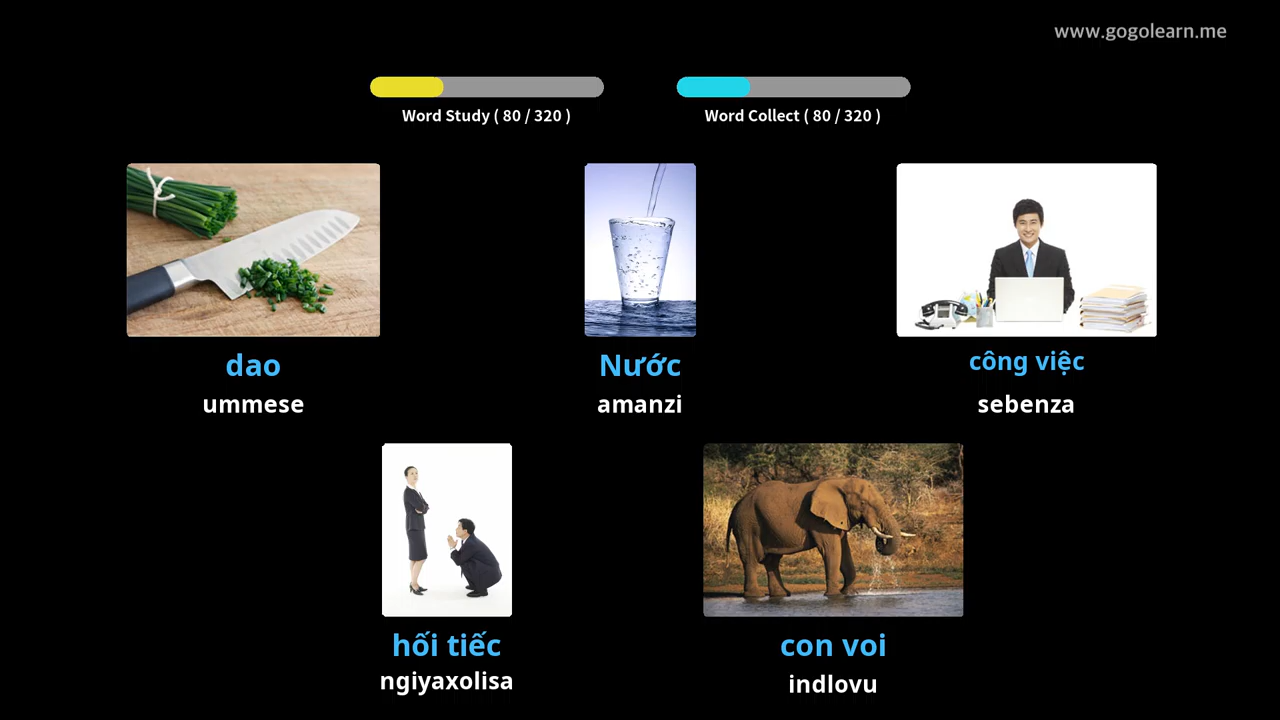 www.gogolearn.me
Word Study ( 80 / 320 )
Word Collect ( 80 / 320 )
dao
ummese
Nước
amanzi
công việc
sebenza
hối tiếc
ngiyaxolisa
con voi
indlovu